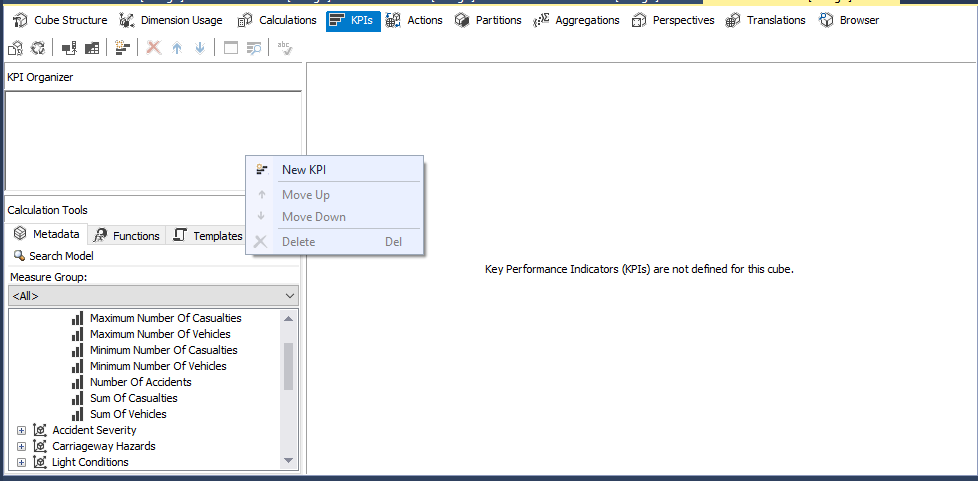 Cube Structure Dimension Usage Calculations KPIs Actions Partitions Aggregations Perspectives Translations Browser
abc
KPI Organizer
New KPI
Move Up
Move Down
Delete Del
Calculation Tools
Metadata Functions Templates
Search Model
Measure Group:
<All>
Maximum Number Of Casualties
Maximum Number Of Vehicles
Minimum Number Of Casualties
Minimum Number Of Vehicles
Number Of Accidents
Sum Of Casualties
Sum Of Vehicles
Accident Severity
Carriageway Hazards
Light Conditions
Key Performance Indicators (KPIs) are not defined for this cube.